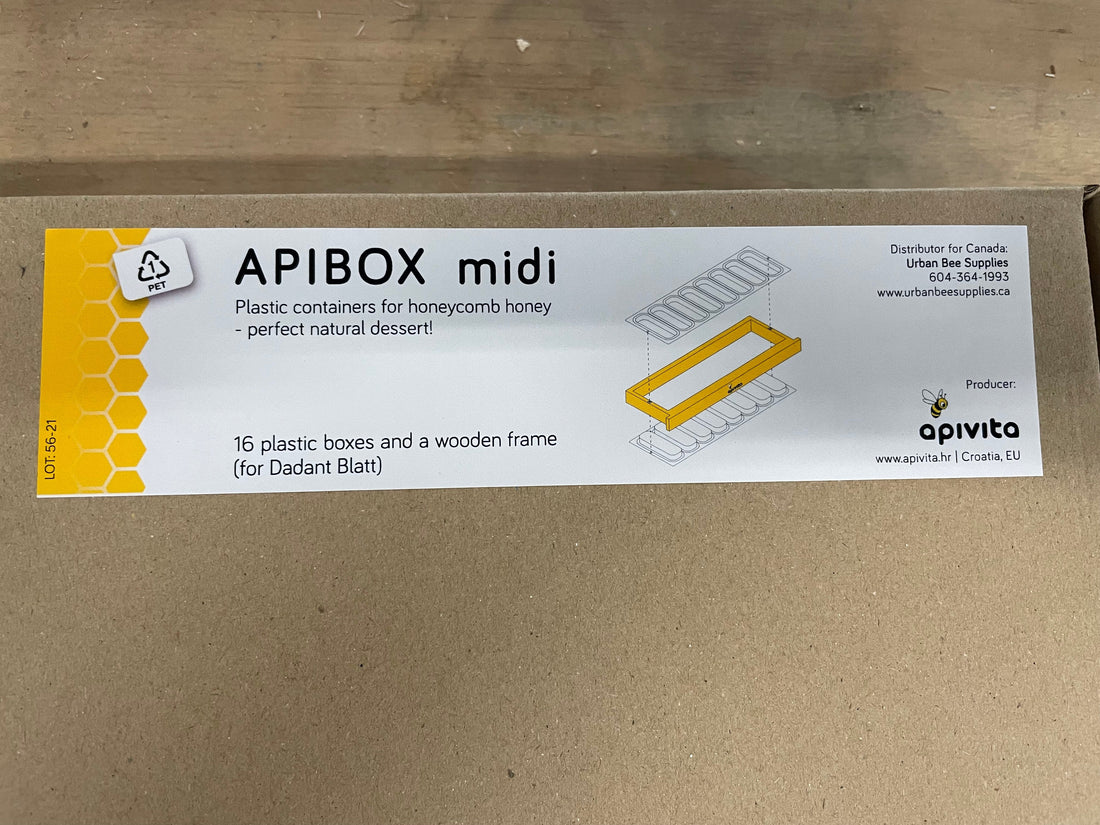 1
PET
APIBOX midi
Plastic containers for honeycomb honey
- perfect natural dessert!
16 plastic boxes and a wooden frame
(for Dadant Blatt)
LOT: 56-21
apivita
Distributor for Canada:
Urban Bee Supplies
604-364-1993
www.urbanbeesupplies.ca
Producer:
apivita
www.apivita.hr | Croatia, EU